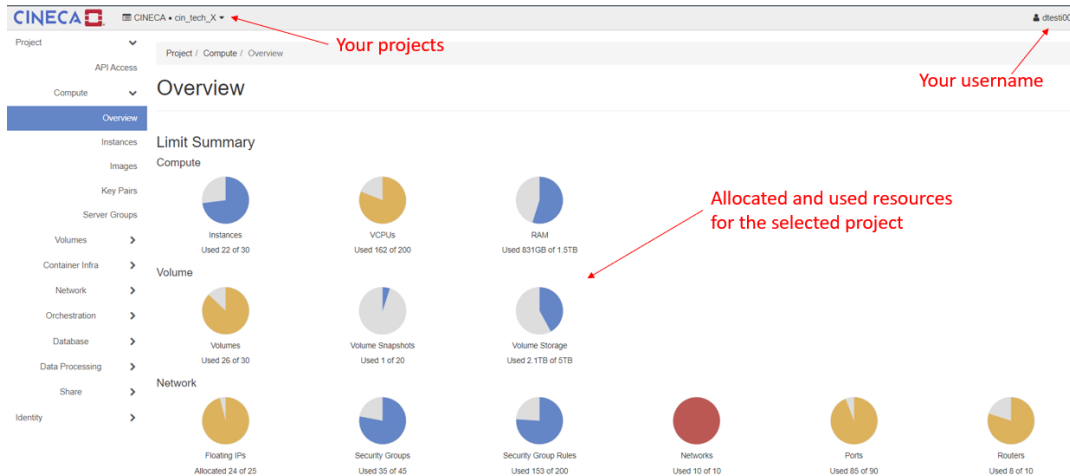 CINECA
CINECA • cin_tech_X
dtesti00
Your projects
Your username
Project
API Access
Compute
Overview
Instances
Images
Key Pairs
Server Groups
Volumes
Container Infra
Network
Orchestration
Database
Data Processing
Share
Identity
Project / Compute / Overview
Overview
Limit Summary
Compute
Instances
Used 22 of 30
VCPUs
Used 162 of 200
RAM
Used 831GB of 1.5TB
Allocated and used resources
for the selected project
Volume
Volumes
Used 26 of 30
Volume Snapshots
Used 1 of 20
Volume Storage
Used 2.1TB of 5TB
Network
Floating IPs
Allocated 24 of 25
Security Groups
Used 35 of 45
Security Group Rules
Used 153 of 200
Networks
Used 10 of 10
Ports
Used 85 of 90
Routers
Used 8 of 10